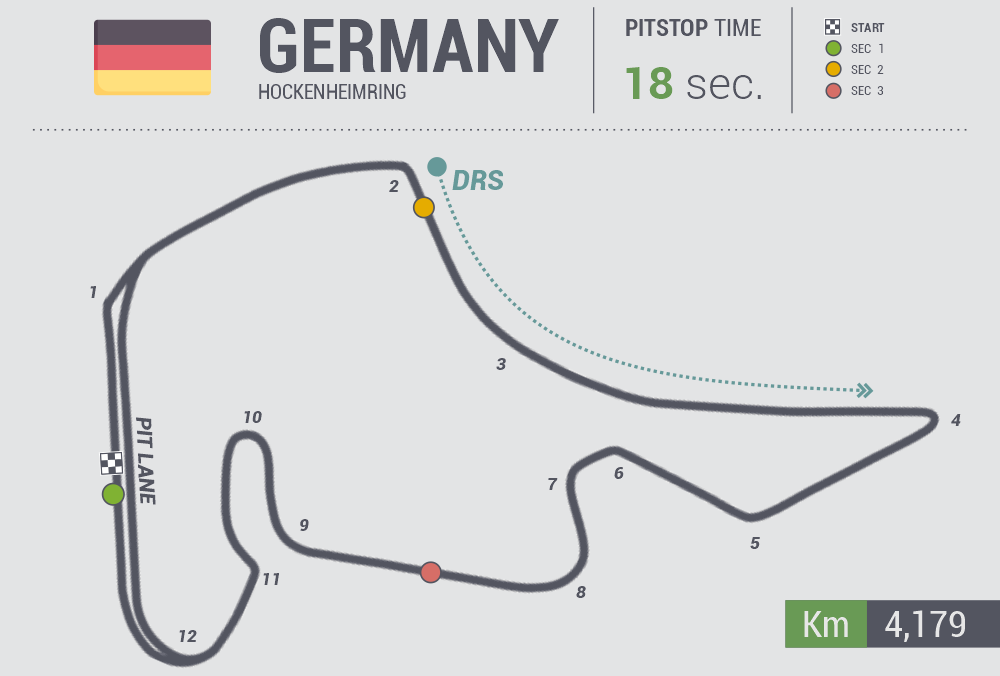 GERMANY
HOCKENHEIMRING
PITSTOP TIME
18 sec.
START
SEC 1
SEC 2
SEC 3
DRS
2
1
3
4
10
PIT LANE
6
7
9
5
11
8
12
Km 4,179